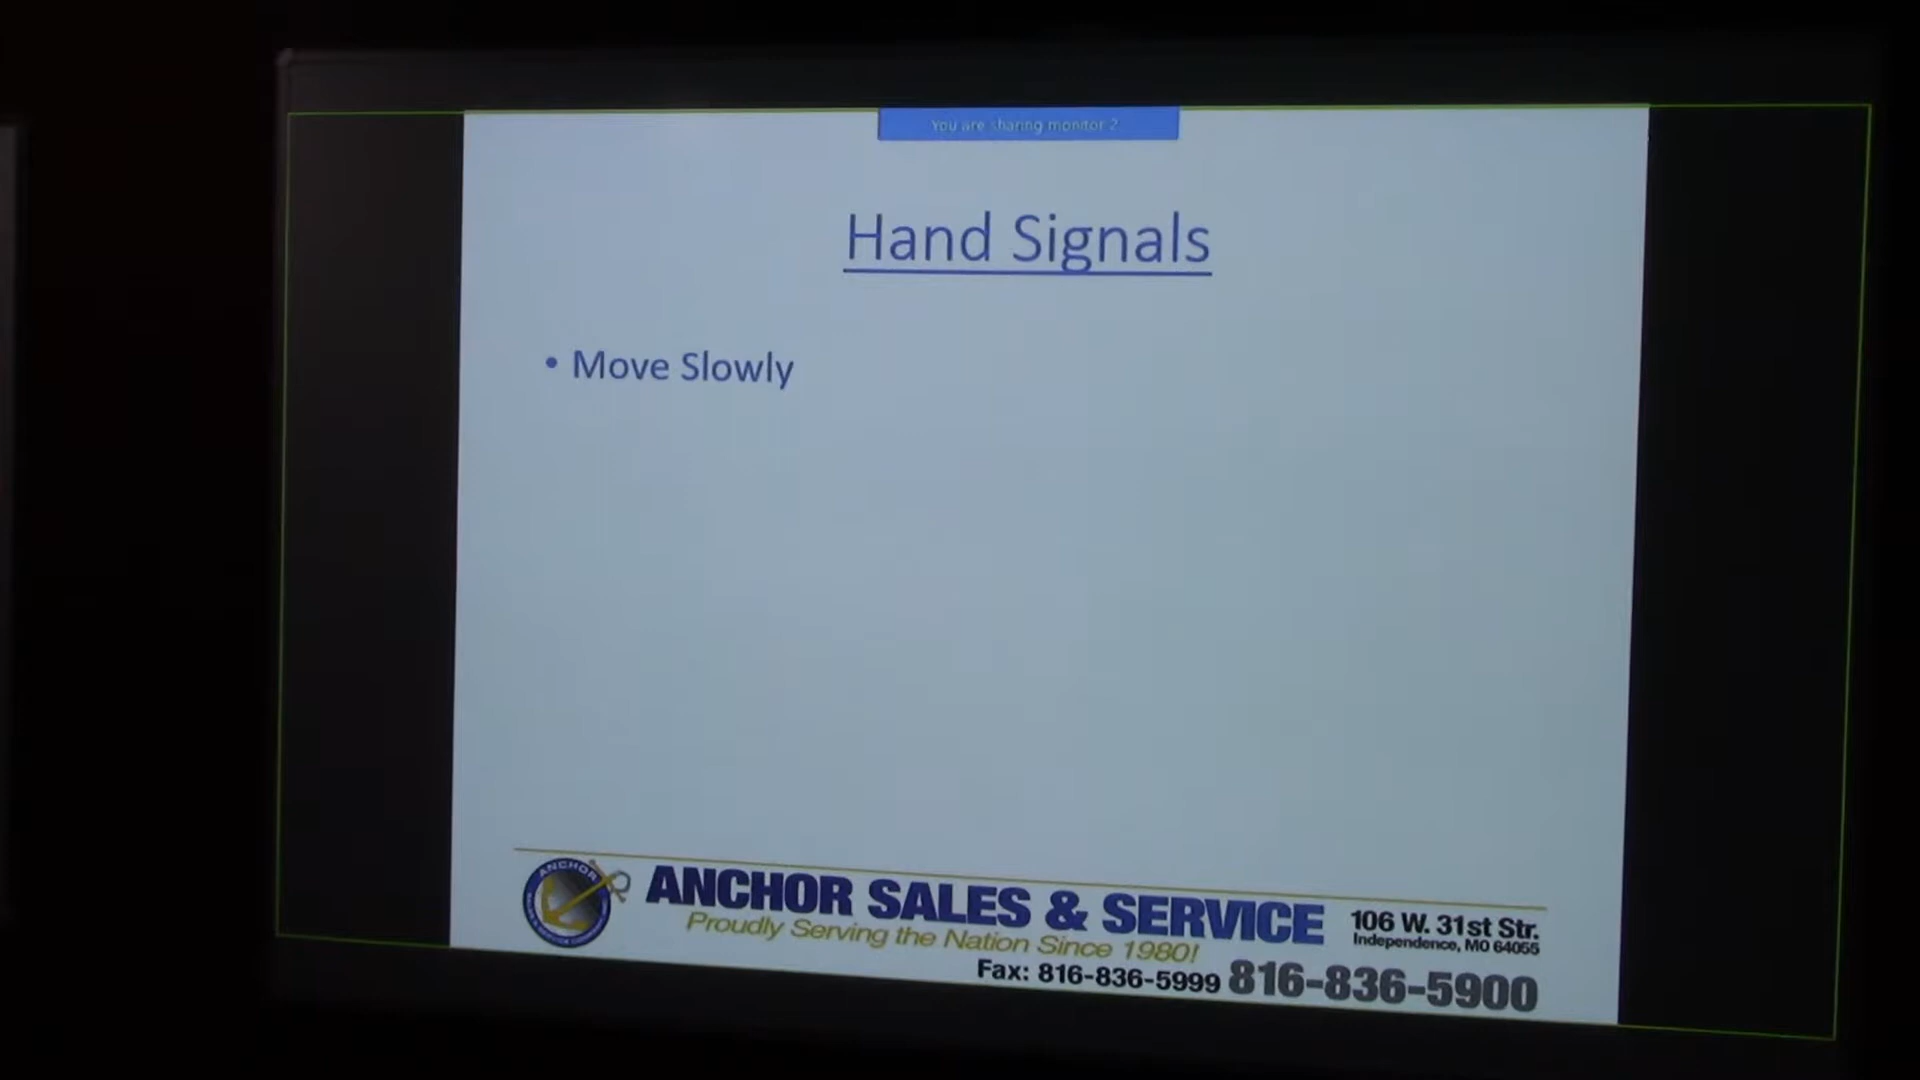 You are sharing monitor 2
Hand Signals
• Move Slowly
ANCHOR
ANCHOR SALES & SERVICE
Proudly Serving the Nation Since 1980!
106 W. 31st Str.
Independence, MO 64055
Fax: 816-836-5999 816-836-5900